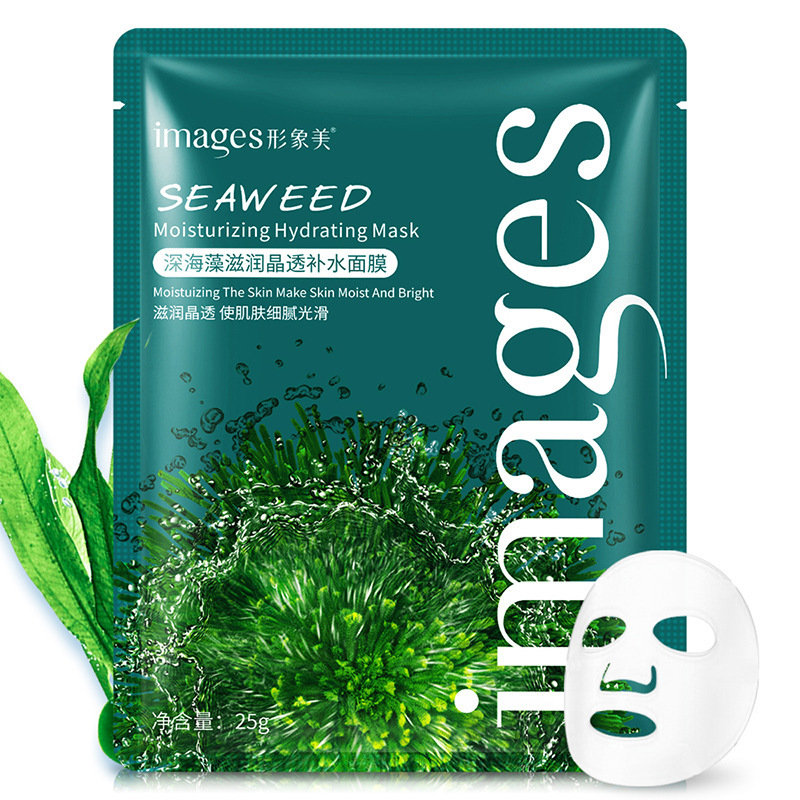 images形象美®
SEAWEED
Moisturizing Hydrating Mask
深海藻滋润晶透补水面膜
Moistuizing The Skin Make Skin Moist And Bright
滋润晶透 使肌肤细腻光滑
images
净含量：25g